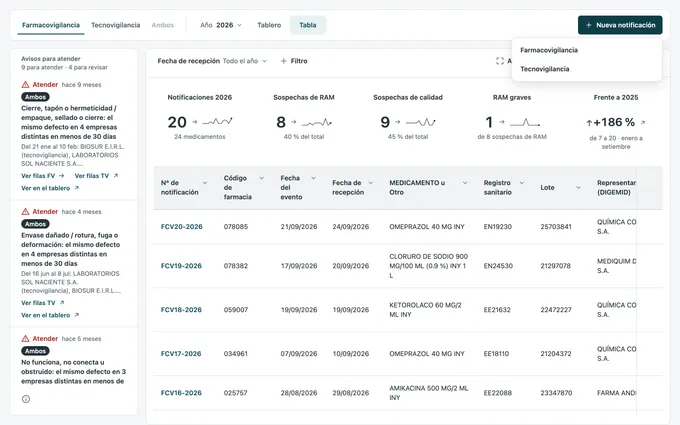 Farmacovigilancia
Tecnovigilancia
Ambos
Año 2026
Tablero
Tabla
+ Nueva notificación
Farmacovigilancia
Tecnovigilancia
Avisos para atender
9 para atender · 4 para revisar
Atender hace 9 meses
Ambos
Cierre, tapón o hermeticidad /
empaque, sellado o cierre: el
mismo defecto en 4 empresas
distintas en menos de 30 días
Del 21 ene al 10 feb: BIOSUR E.I.R.L.
(tecnovigilancia), LABORATORIOS
SOL NACIENTE S.A....
Ver filas FV → Ver filas TV ↗
Ver en el tablero ↗
Atender hace 4 meses
Ambos
Envase dañado / rotura, fuga o
deformación: el mismo defecto
en 4 empresas distintas en
menos de 30 días
Del 16 jun al 8 jul: LABORATORIOS
SOL NACIENTE S.A.
(tecnovigilancia), BIOSUR E.I.R.L....
Ver filas TV ↗
Ver en el tablero ↗
Atender hace 5 meses
Ambos
No funciona, no conecta u
obstruido: el mismo defecto en 3
empresas distintas en menos de
Fecha de recepción Todo el año
+ Filtro
A
Notificaciones 2026
20 →
24 medicamentos
Sospechas de RAM
8 →
40 % del total
Sospechas de calidad
9 →
45 % del total
RAM graves
1 →
de 8 sospechas de RAM
Frente a 2025
↑+186 % ↗
de 7 a 20 · enero a
setiembre
Nº de notificación
Código de farmacia
Fecha del evento
Fecha de recepción
MEDICAMENTO u Otro
Registro sanitario
Lote
Representar (DIGEMID)
FCV20-2026 078085 21/09/2026 24/09/2026 OMEPRAZOL 40 MG INY EN19230 25703841 QUÍMICA CO S.A.
FCV19-2026 078382 17/09/2026 20/09/2026 CLORURO DE SODIO 900 MG/100 ML (0.9 %) INY 1 L EN24530 21297078 MEDIQUIM D S.A.
FCV18-2026 059007 19/09/2026 19/09/2026 KETOROLACO 60 MG/2 ML INY EE21632 22472227 QUÍMICA CO S.A.
FCV17-2026 034961 07/09/2026 10/09/2026 OMEPRAZOL 40 MG INY EE18110 21204372 QUÍMICA CO S.A.
FCV16-2026 025757 28/08/2026 29/08/2026 AMIKACINA 500 MG/2 ML INY EE22088 23347870 FARMA AND